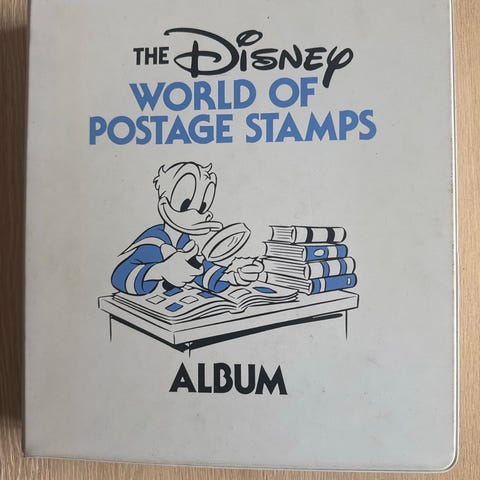 THE Disney
WORLD OF
POSTAGE STAMPS
ALBUM